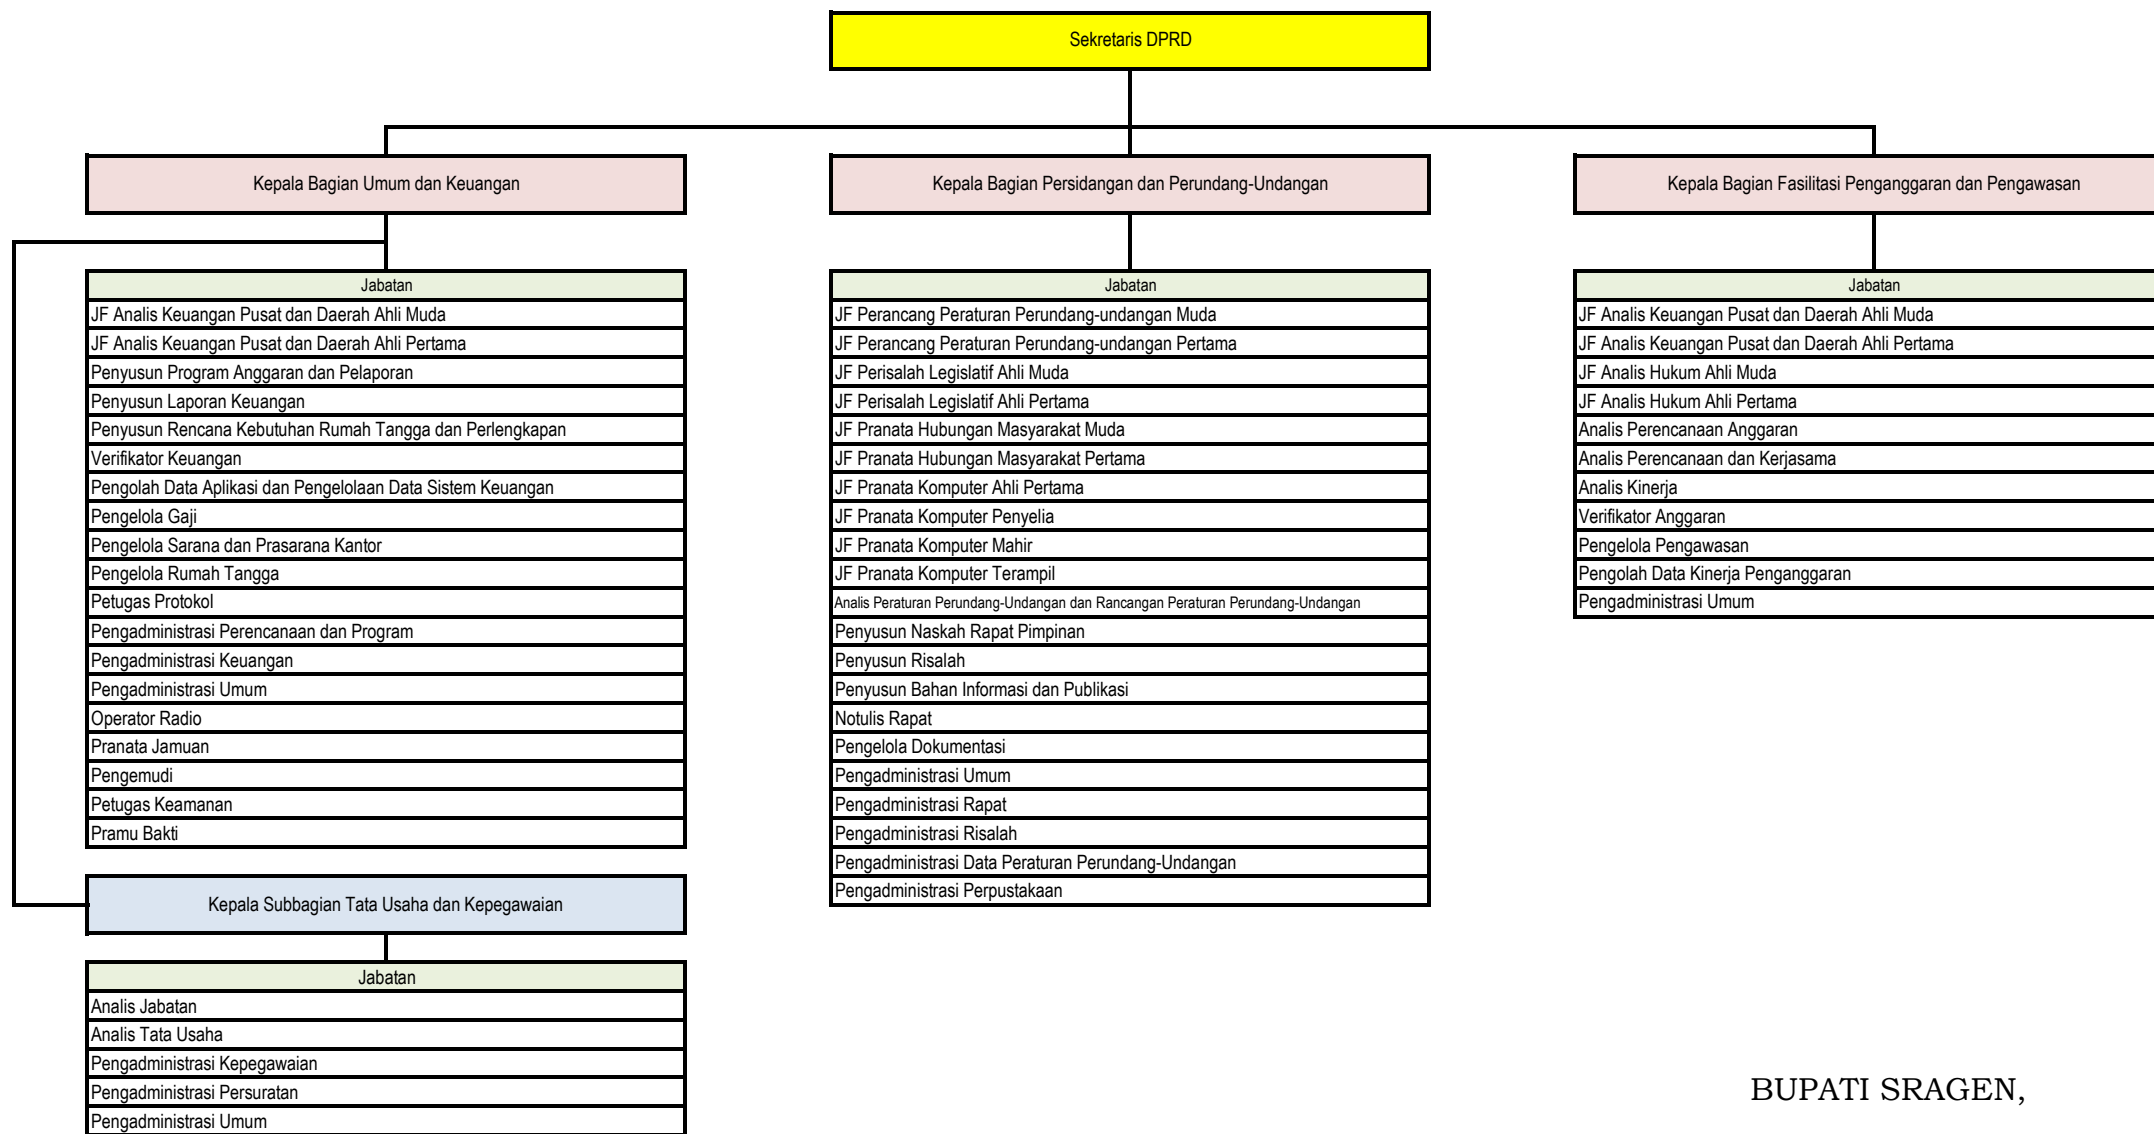 Sekretaris DPRD
Kepala Bagian Umum dan Keuangan
Kepala Bagian Persidangan dan Perundang-Undangan
Kepala Bagian Fasilitasi Penganggaran dan Pengawasan
Jabatan
JF Analis Keuangan Pusat dan Daerah Ahli Muda
JF Analis Keuangan Pusat dan Daerah Ahli Pertama
Penyusun Program Anggaran dan Pelaporan
Penyusun Laporan Keuangan
Penyusun Rencana Kebutuhan Rumah Tangga dan Perlengkapan
Verifikator Keuangan
Pengolah Data Aplikasi dan Pengelolaan Data Sistem Keuangan
Pengelola Gaji
Pengelola Sarana dan Prasarana Kantor
Pengelola Rumah Tangga
Petugas Protokol
Pengadministrasi Perencanaan dan Program
Pengadministrasi Keuangan
Pengadministrasi Umum
Operator Radio
Pranata Jamuan
Pengemudi
Petugas Keamanan
Pramu Bakti
Kepala Subbagian Tata Usaha dan Kepegawaian
Jabatan
Analis Jabatan
Analis Tata Usaha
Pengadministrasi Kepegawaian
Pengadministrasi Persuratan
Pengadministrasi Umum
Jabatan
JF Perancang Peraturan Perundang-undangan Muda
JF Perancang Peraturan Perundang-undangan Pertama
JF Perisalah Legislatif Ahli Muda
JF Perisalah Legislatif Ahli Pertama
JF Pranata Hubungan Masyarakat Muda
JF Pranata Hubungan Masyarakat Pertama
JF Pranata Komputer Ahli Pertama
JF Pranata Komputer Penyelia
JF Pranata Komputer Mahir
JF Pranata Komputer Terampil
Analis Peraturan Perundang-Undangan dan Rancangan Peraturan Perundang-Undangan
Penyusun Naskah Rapat Pimpinan
Penyusun Risalah
Penyusun Bahan Informasi dan Publikasi
Notulis Rapat
Pengelola Dokumentasi
Pengadministrasi Umum
Pengadministrasi Rapat
Pengadministrasi Risalah
Pengadministrasi Data Peraturan Perundang-Undangan
Pengadministrasi Perpustakaan
Jabatan
JF Analis Keuangan Pusat dan Daerah Ahli Muda
JF Analis Keuangan Pusat dan Daerah Ahli Pertama
JF Analis Hukum Ahli Muda
JF Analis Hukum Ahli Pertama
Analis Perencanaan Anggaran
Analis Perencanaan dan Kerjasama
Analis Kinerja
Verifikator Anggaran
Pengelola Pengawasan
Pengolah Data Kinerja Penganggaran
Pengadministrasi Umum
BUPATI SRAGEN,